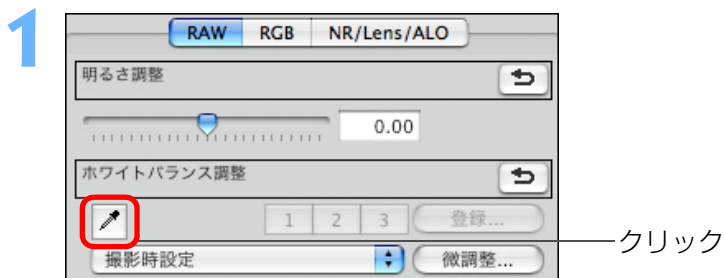 1
RAW RGB NR/Lens/ALO
明るさ調整
0.00
ホワイトバランス調整
1 2 3 登録...
クリック
撮影時設定 微調整...